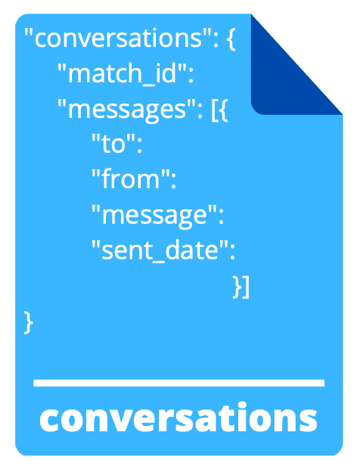 "conversations": {
"match_id":
"messages": [{
"to":
"from":
"message":
"sent_date":
}]
}
conversations